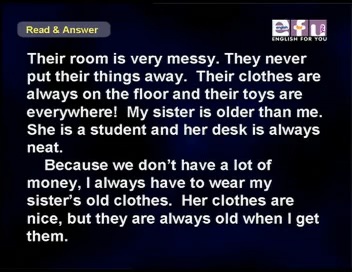 Read & Answer
efu
ENGLISH FOR YOU
Their room is very messy. They never
put their things away.  Their clothes are
always on the floor and their toys are
everywhere!  My sister is older than me.
She is a student and her desk is always
neat.
Because we don't have a lot of
money, I always have to wear my
sister's old clothes.  Her clothes are
nice, but they are always old when I get
them.